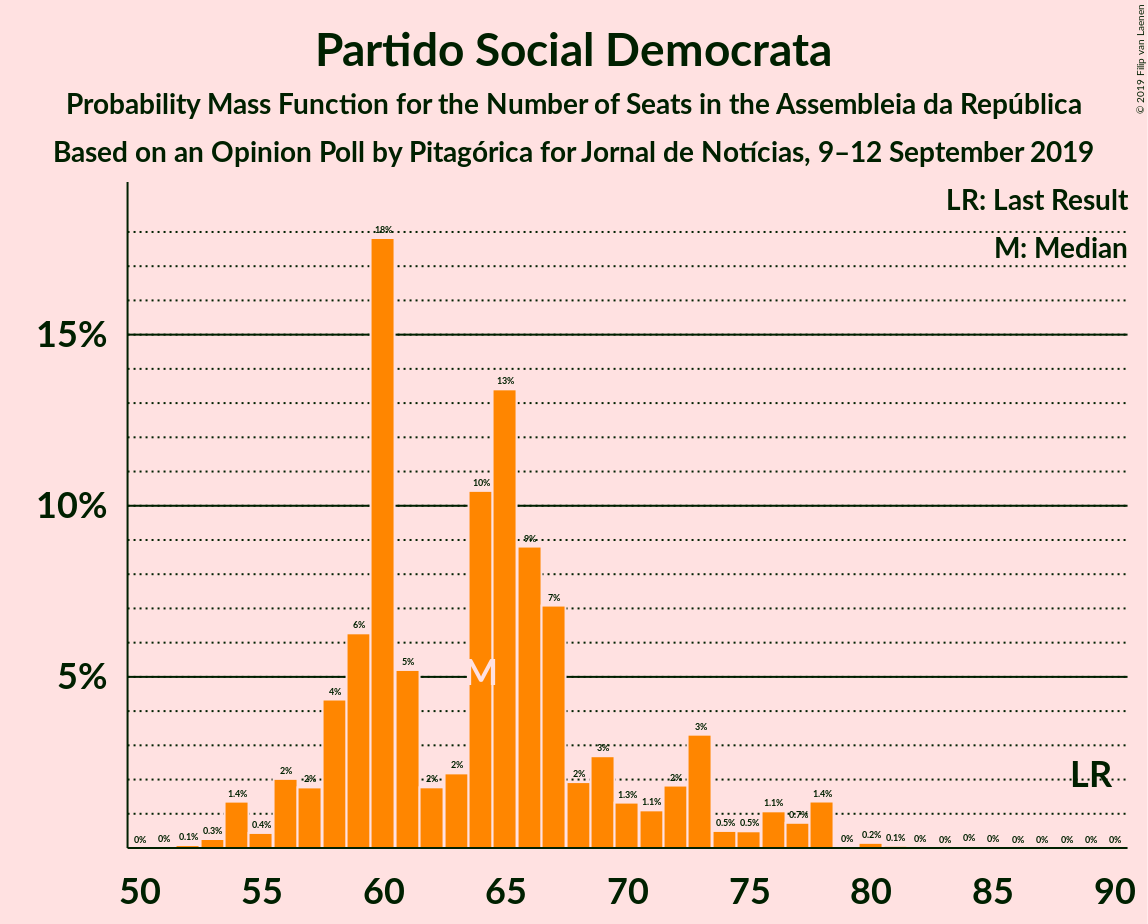 Partido Social Democrata
Probability Mass Function for the Number of Seats in the Assembleia da República
Based on an Opinion Poll by Pitagórica for Jornal de Notícias, 9–12 September 2019
© 2019 Filip van Laenen
LR: Last Result
M: Median
15%
10%
5%
0% 0% 0.1% 0.3% 1.4% 0.4% 2% 2% 4% 6% 18% 5% 2% 2% 10% 13% 9% 7% 2% 3% 1.3% 1.1% 2% 3% 0.5% 0.5% 1.1% 0.7% 1.4% 0% 0.2% 0.1% 0% 0% 0% 0% 0% 0% 0% 0% 0%
M
LR
50 55 60 65 70 75 80 85 90